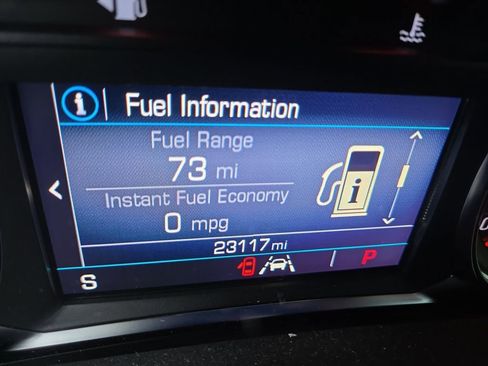 Fuel Information
Fuel Range
73 mi
Instant Fuel Economy
0 mpg
23117mi
P
S